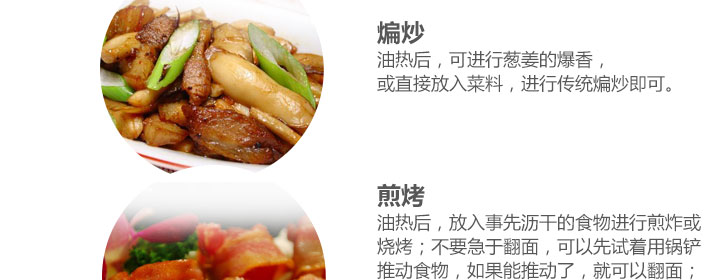 煸炒
油热后，可进行葱姜的爆香，
或直接放入菜料，进行传统煸炒即可。
煎烤
油热后，放入事先沥干的食物进行煎炸或
烧烤；不要急于翻面，可以先试着用锅铲
推动食物，如果能推动了，就可以翻面；